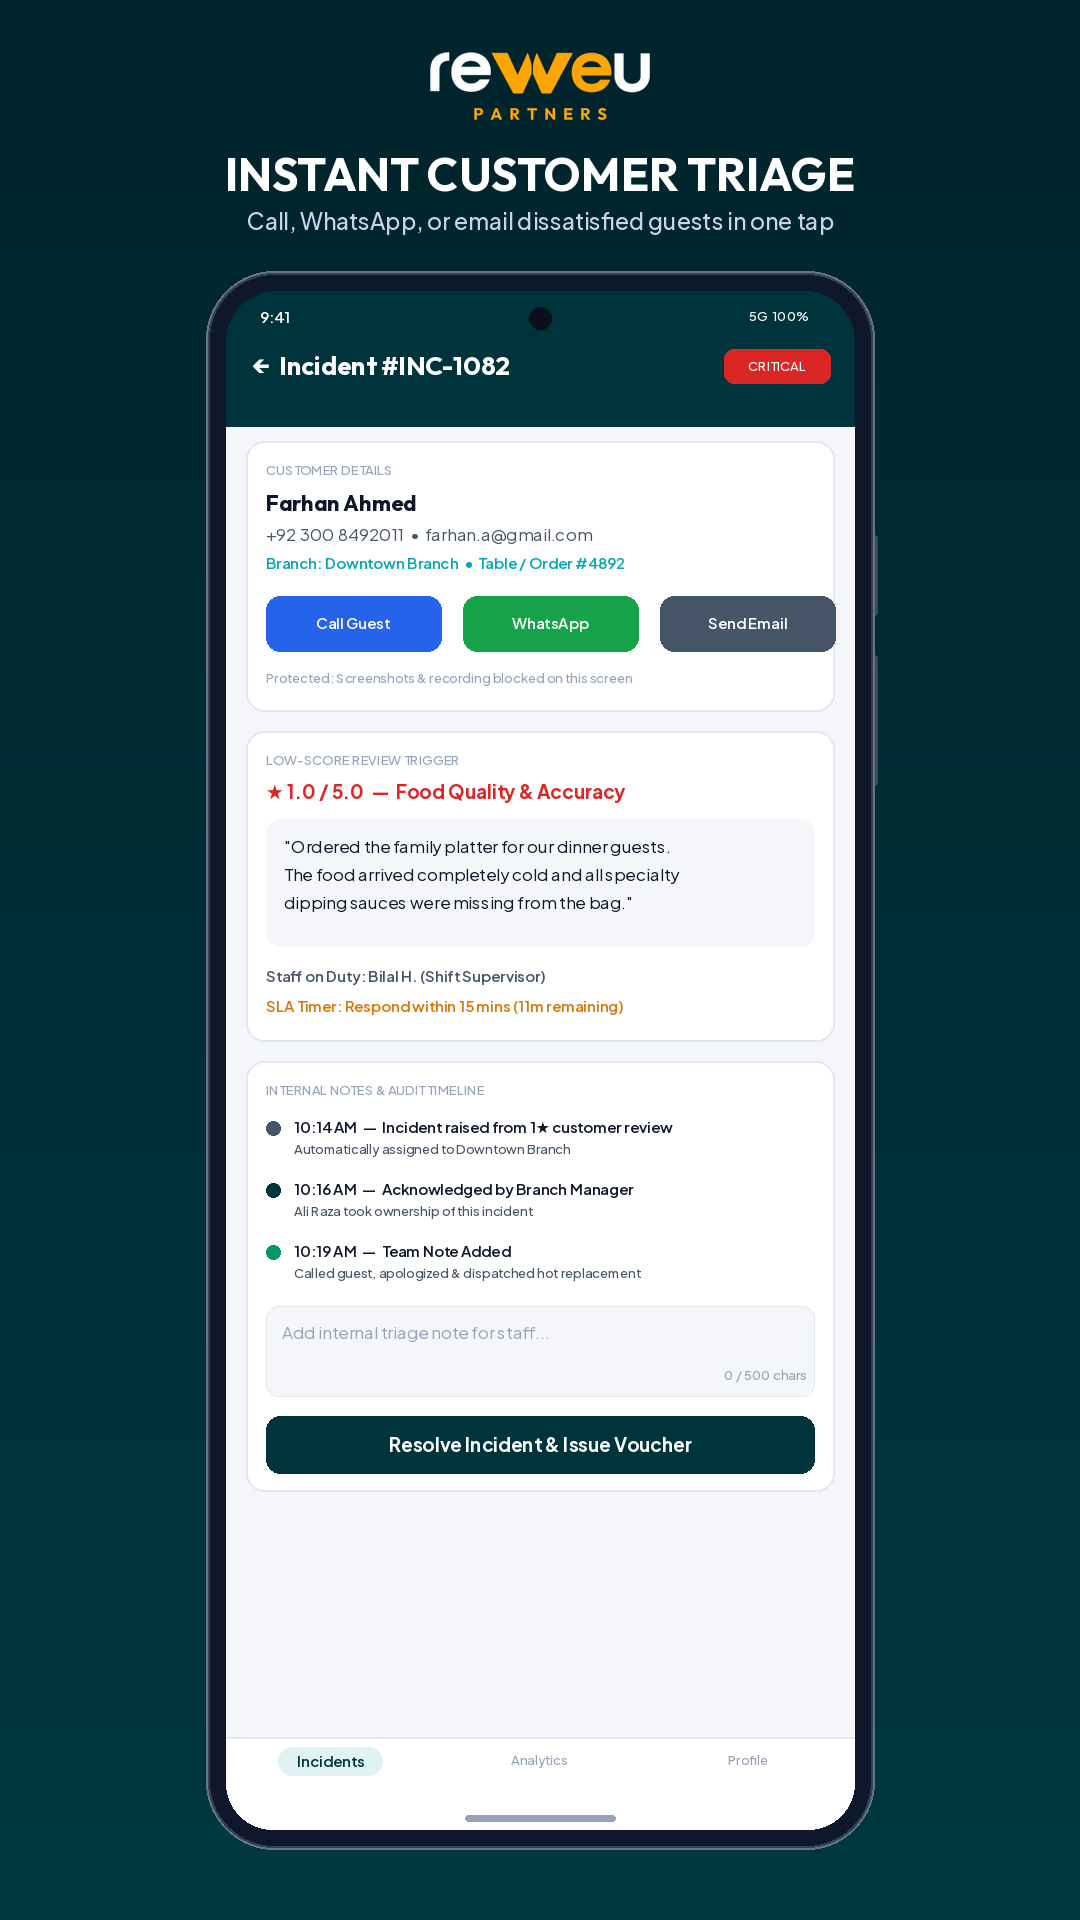 reweu
PARTNERS
INSTANT CUSTOMER TRIAGE
Call, WhatsApp, or email dissatisfied guests in one tap
9:41
5G 100%
← Incident #INC-1082
CRITICAL
CUSTOMER DETAILS
Farhan Ahmed
+92 300 8492011 • farhan.a@gmail.com
Branch: Downtown Branch • Table / Order #4892
Call Guest
WhatsApp
Send Email
Protected: Screenshots & recording blocked on this screen
LOW-SCORE REVIEW TRIGGER
★ 1.0 / 5.0 — Food Quality & Accuracy
"Ordered the family platter for our dinner guests.
The food arrived completely cold and all specialty
dipping sauces were missing from the bag."
Staff on Duty: Bilal H. (Shift Supervisor)
SLA Timer: Respond within 15 mins (11m remaining)
INTERNAL NOTES & AUDIT TIMELINE
10:14 AM — Incident raised from 1★ customer review
Automatically assigned to Downtown Branch
10:16 AM — Acknowledged by Branch Manager
Ali Raza took ownership of this incident
10:19 AM — Team Note Added
Called guest, apologized & dispatched hot replacement
Add internal triage note for staff...
0 / 500 chars
Resolve Incident & Issue Voucher
Incidents
Analytics
Profile